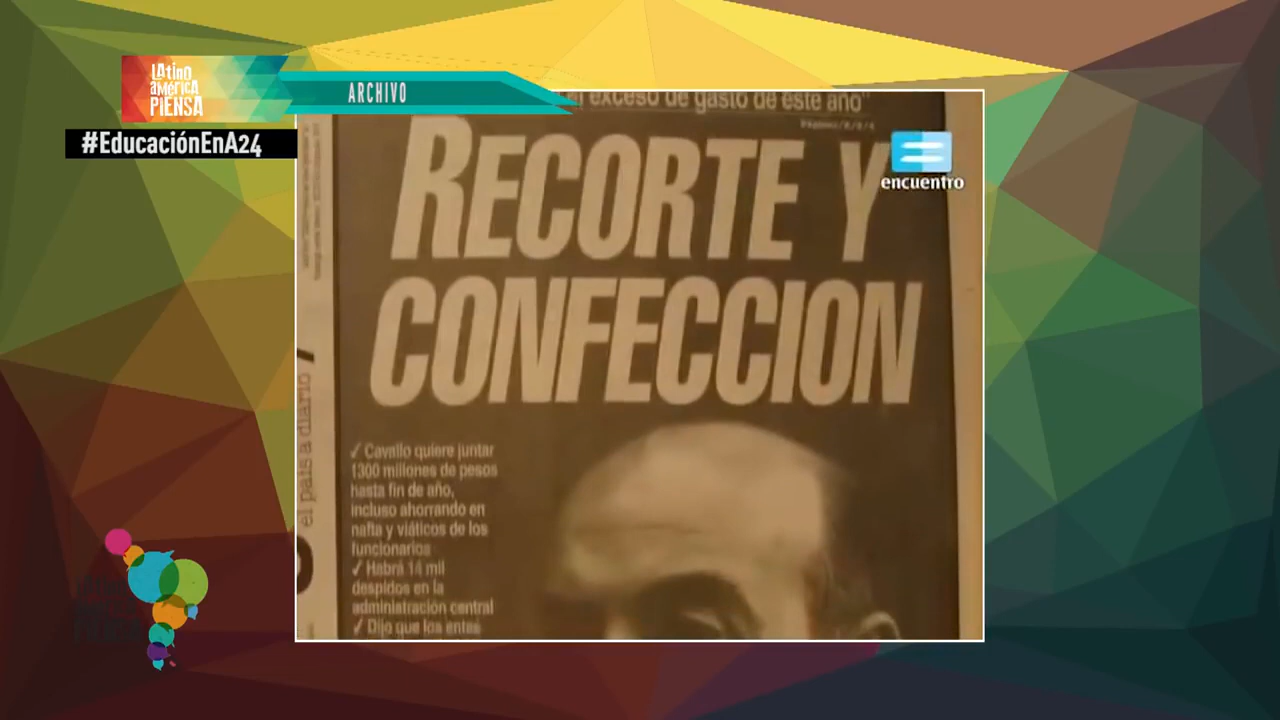 LAtino
américa
PIENSA
ARCHIVO
#EducaciónEnA24
el exceso de gasto de este año"
encuentro
RECORTE Y
CONFECCION
el país a diario
✓ Cavallo quiere juntar
1300 millones de pesos
hasta fin de año,
incluso ahorrando en
nafta y viáticos de los
funcionarios
✓ Habrá 14 mil
despidos en la
administración central
✓ Dijo que los entes